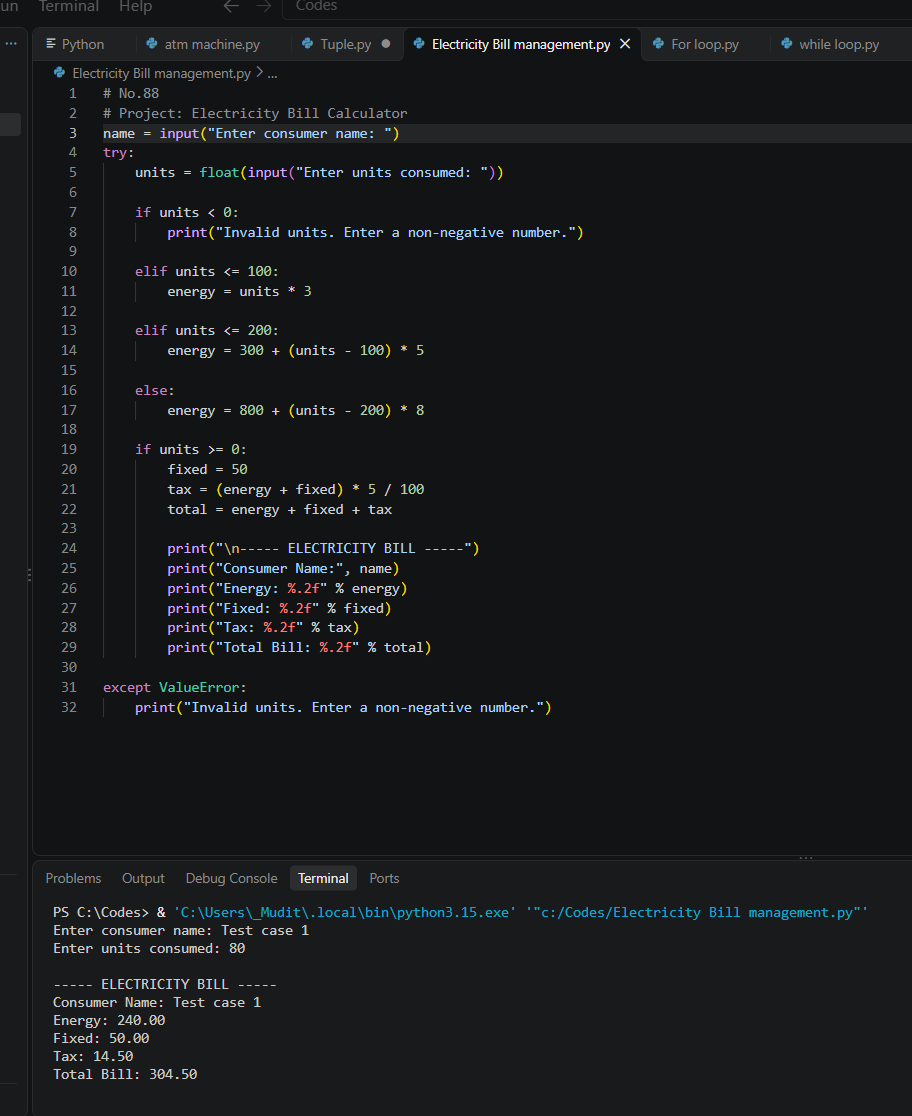 un Terminal Help ← → Codes
... Python atm machine.py Tuple.py Electricity Bill management.py × For loop.py while loop.py
Electricity Bill management.py > ...
1 # No.88
2 # Project: Electricity Bill Calculator
3 name = input("Enter consumer name: ")
4 try:
5     units = float(input("Enter units consumed: "))
6
7     if units < 0:
8         print("Invalid units. Enter a non-negative number.")
9
10     elif units <= 100:
11         energy = units * 3
12
13     elif units <= 200:
14         energy = 300 + (units - 100) * 5
15
16     else:
17         energy = 800 + (units - 200) * 8
18
19     if units >= 0:
20         fixed = 50
21         tax = (energy + fixed) * 5 / 100
22         total = energy + fixed + tax
23
24         print("\n----- ELECTRICITY BILL -----")
25         print("Consumer Name:", name)
26         print("Energy: %.2f" % energy)
27         print("Fixed: %.2f" % fixed)
28         print("Tax: %.2f" % tax)
29         print("Total Bill: %.2f" % total)
30
31 except ValueError:
32     print("Invalid units. Enter a non-negative number.")
Problems Output Debug Console Terminal Ports
PS C:\Codes> & 'C:\Users\_Mudit\.local\bin\python3.15.exe' '"c:/Codes/Electricity Bill management.py"'
Enter consumer name: Test case 1
Enter units consumed: 80

----- ELECTRICITY BILL -----
Consumer Name: Test case 1
Energy: 240.00
Fixed: 50.00
Tax: 14.50
Total Bill: 304.50